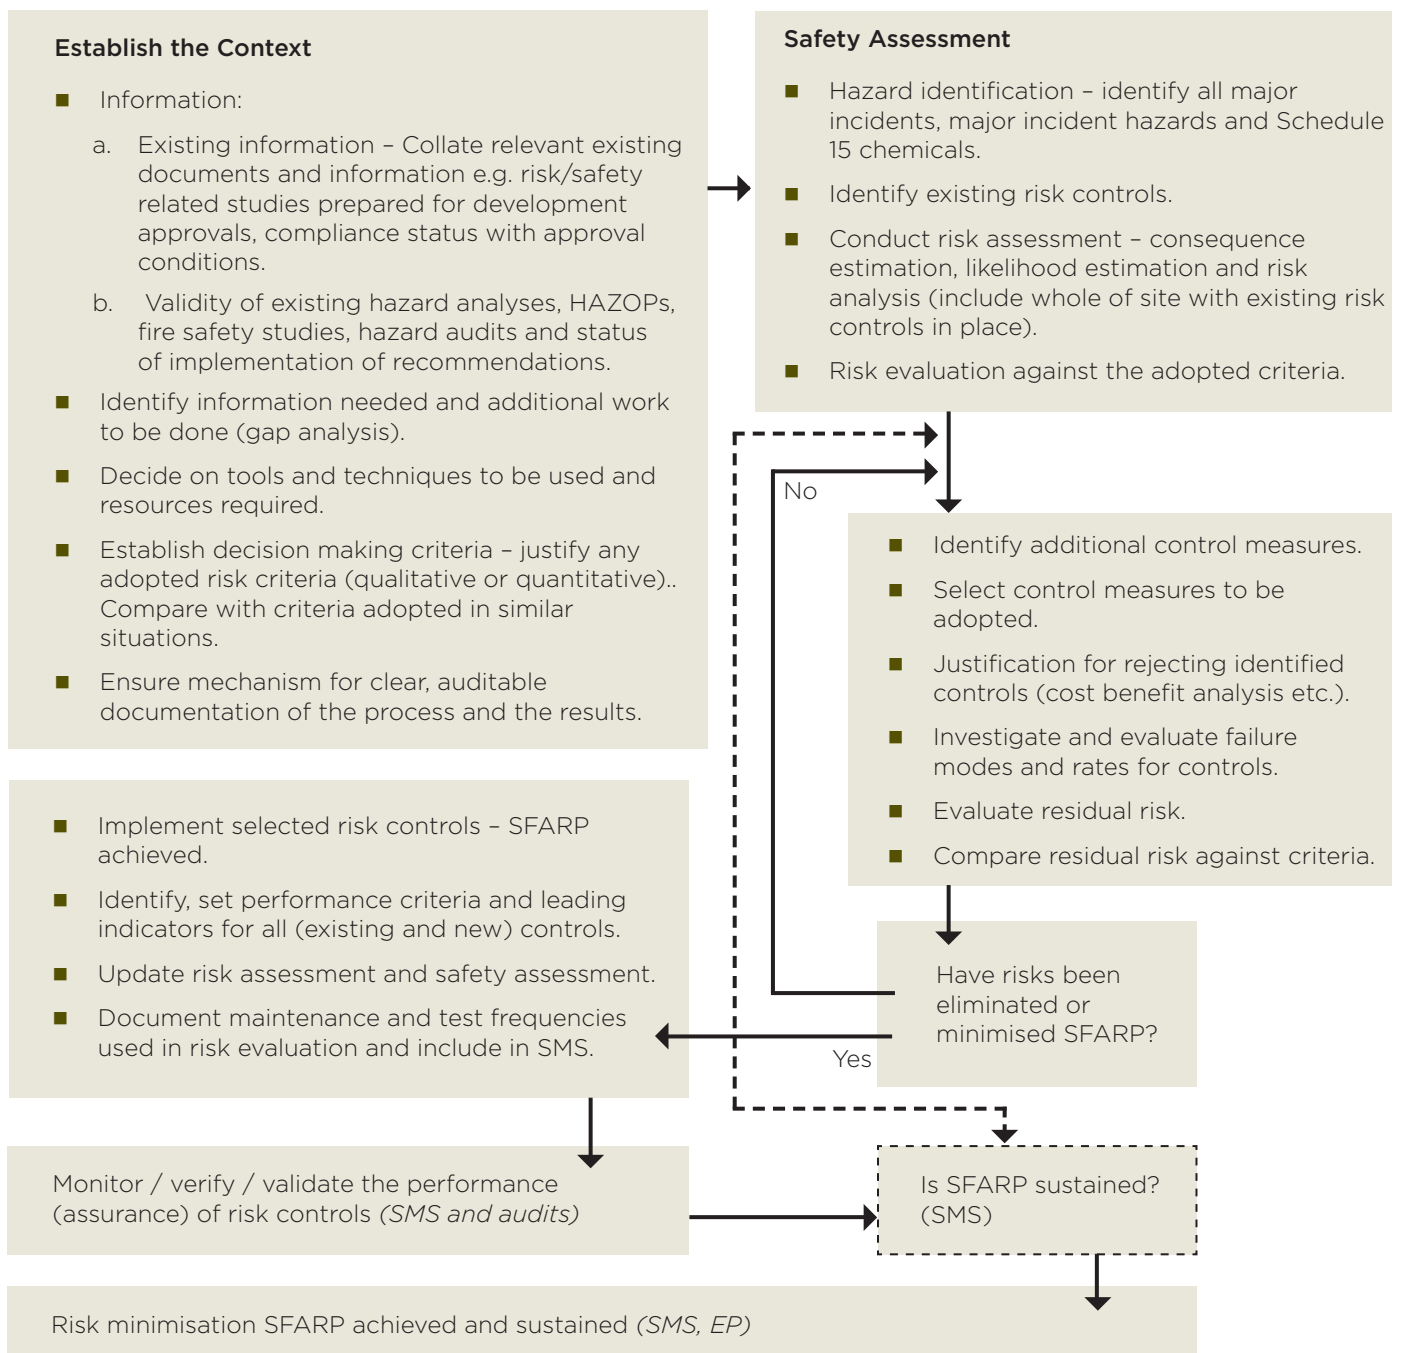 Establish the Context
■ Information:
a. Existing information – Collate relevant existing
documents and information e.g. risk/safety
related studies prepared for development
approvals, compliance status with approval
conditions.
b. Validity of existing hazard analyses, HAZOPs,
fire safety studies, hazard audits and status
of implementation of recommendations.
■ Identify information needed and additional work
to be done (gap analysis).
■ Decide on tools and techniques to be used and
resources required.
■ Establish decision making criteria – justify any
adopted risk criteria (qualitative or quantitative)..
Compare with criteria adopted in similar
situations.
■ Ensure mechanism for clear, auditable
documentation of the process and the results.
Safety Assessment
■ Hazard identification – identify all major
incidents, major incident hazards and Schedule
15 chemicals.
■ Identify existing risk controls.
■ Conduct risk assessment – consequence
estimation, likelihood estimation and risk
analysis (include whole of site with existing risk
controls in place).
■ Risk evaluation against the adopted criteria.
No
■ Identify additional control measures.
■ Select control measures to be
adopted.
■ Justification for rejecting identified
controls (cost benefit analysis etc.).
■ Investigate and evaluate failure
modes and rates for controls.
■ Evaluate residual risk.
■ Compare residual risk against criteria.
Have risks been
eliminated or
minimised SFARP?
Yes
■ Implement selected risk controls – SFARP
achieved.
■ Identify, set performance criteria and leading
indicators for all (existing and new) controls.
■ Update risk assessment and safety assessment.
■ Document maintenance and test frequencies
used in risk evaluation and include in SMS.
Monitor / verify / validate the performance
(assurance) of risk controls (SMS and audits)
Is SFARP sustained?
(SMS)
Risk minimisation SFARP achieved and sustained (SMS, EP)